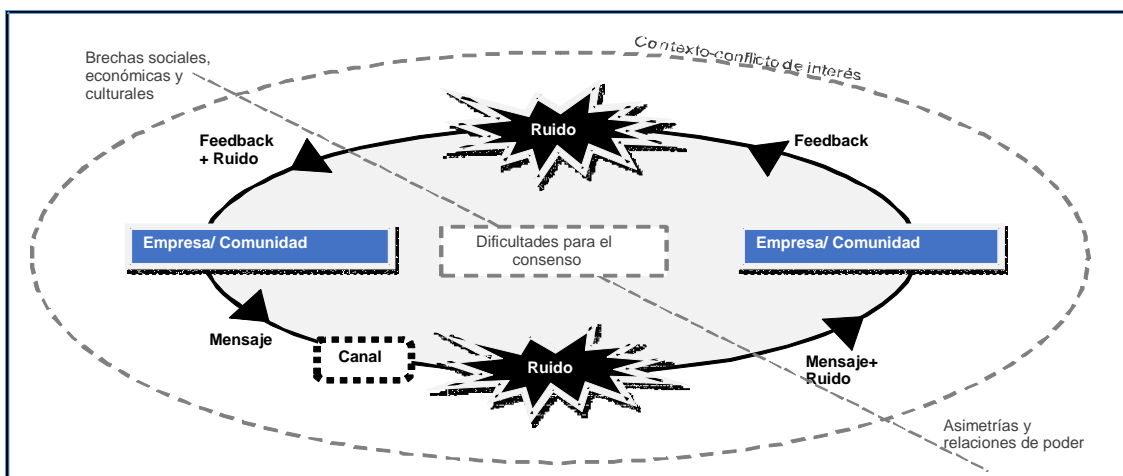 Contexto-conflicto de interés
Brechas sociales,
económicas y
culturales
Ruido
Feedback
+ Ruido
Feedback
Empresa/ Comunidad
Dificultades para el
consenso
Empresa/ Comunidad
Mensaje
Canal
Ruido
Mensaje+
Ruido
Asimetrías y
relaciones de poder